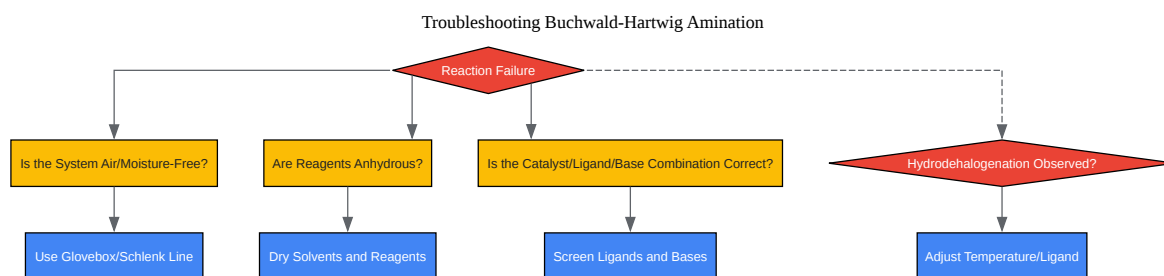 Troubleshooting Buchwald-Hartwig Amination
Reaction Failure
Is the System Air/Moisture-Free?
Are Reagents Anhydrous?
Is the Catalyst/Ligand/Base Combination Correct?
Hydrodehalogenation Observed?
Use Glovebox/Schlenk Line
Dry Solvents and Reagents
Screen Ligands and Bases
Adjust Temperature/Ligand